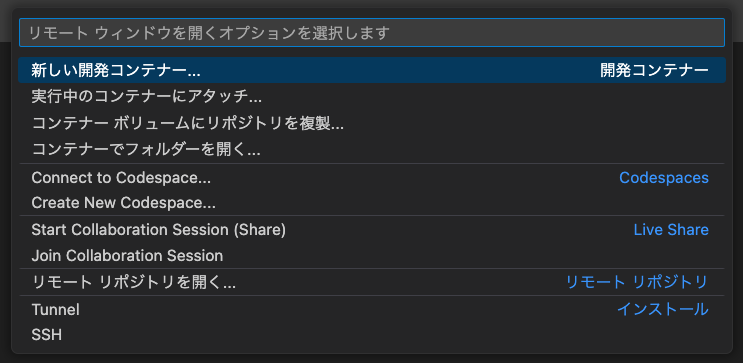 リモート ウィンドウを開くオプションを選択します
新しい開発コンテナー... 開発コンテナー
実行中のコンテナーにアタッチ...
コンテナー ボリュームにリポジトリを複製...
コンテナーでフォルダーを開く...
Connect to Codespace... Codespaces
Create New Codespace...
Start Collaboration Session (Share) Live Share
Join Collaboration Session
リモート リポジトリを開く... リモート リポジトリ
Tunnel インストール
SSH